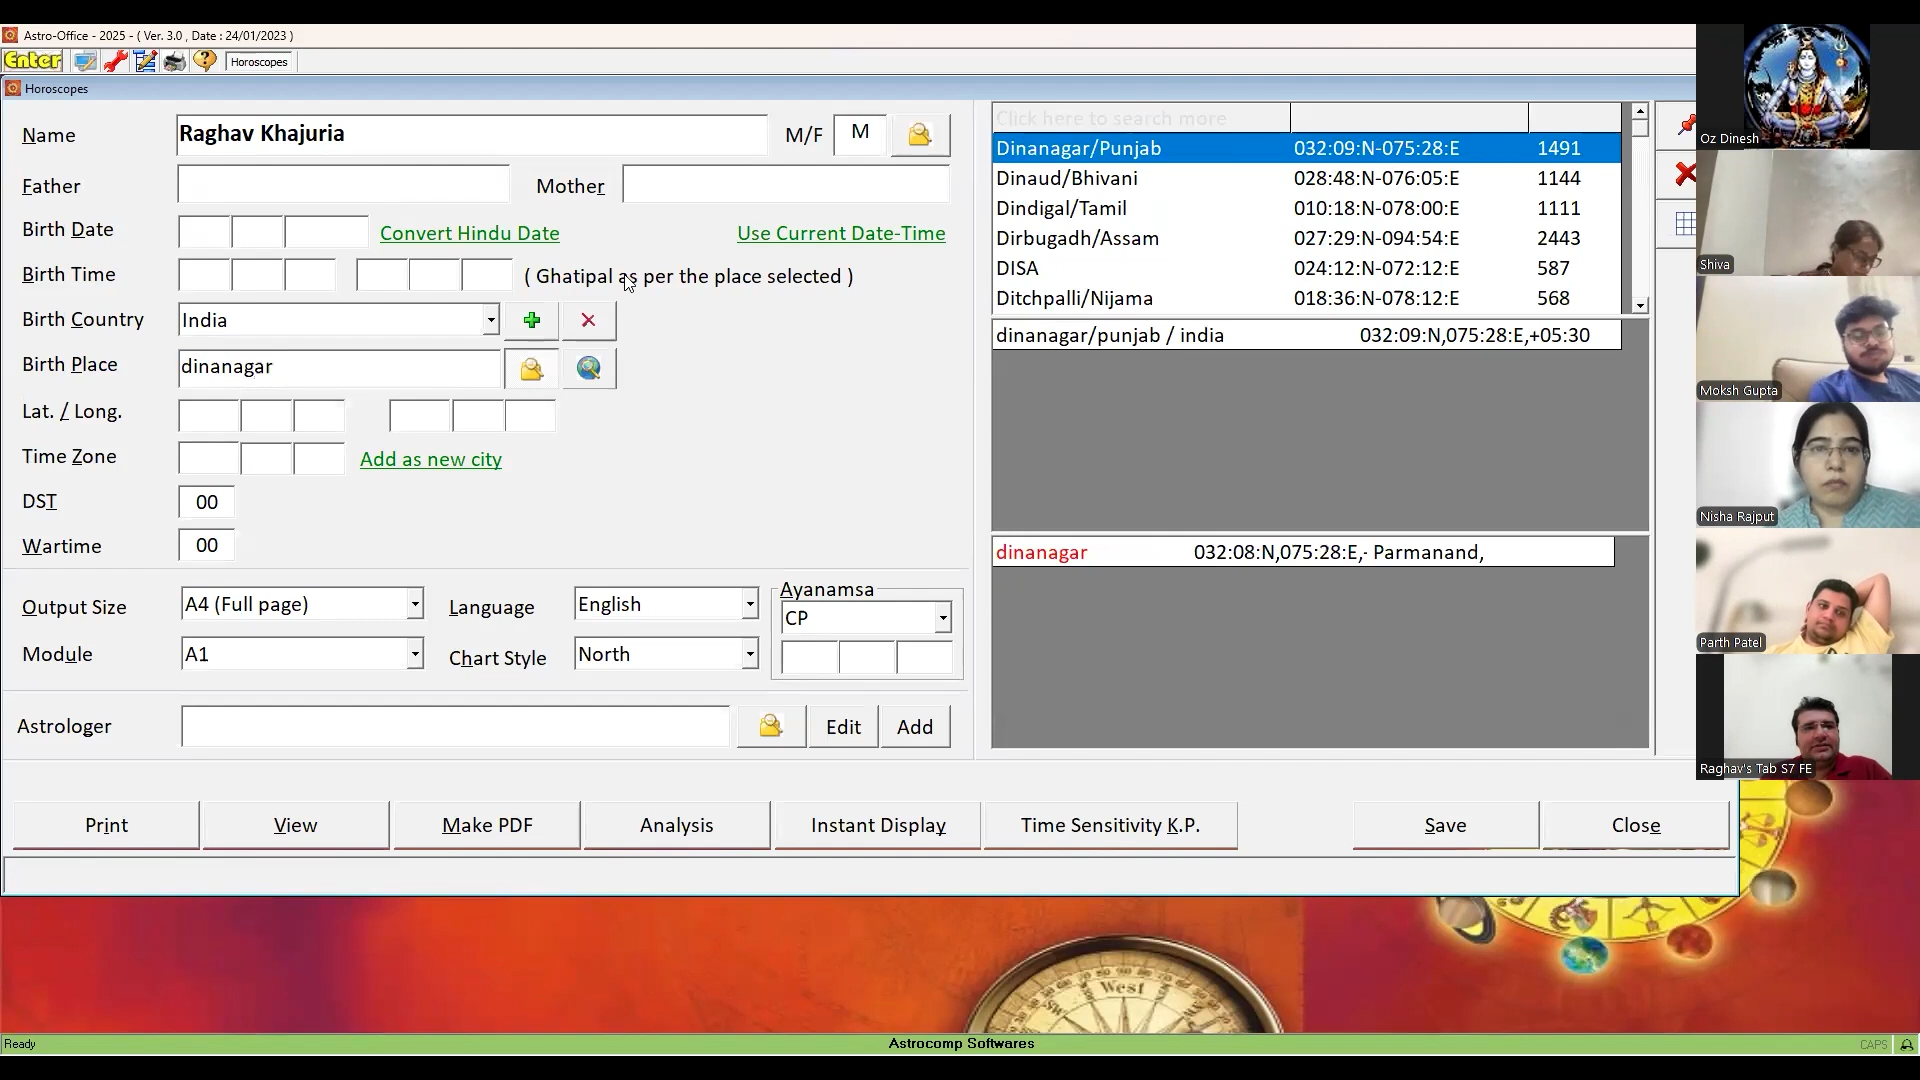 Astro-Office - 2025 - ( Ver. 3.0 , Date : 24/01/2023 )
Enter
Horoscopes
Horoscopes
Name Raghav Khajuria M/F M
Father Mother
Birth Date Convert Hindu Date Use Current Date-Time
Birth Time ( Ghatipal as per the place selected )
Birth Country India
Birth Place dinanagar
Lat. / Long.
Time Zone Add as new city
DST 00
Wartime 00
Output Size A4 (Full page) Language English Ayanamsa CP
Module A1 Chart Style North
Astrologer Edit Add
Click here to search more
Dinanagar/Punjab 032:09:N-075:28:E 1491
Dinaud/Bhivani 028:48:N-076:05:E 1144
Dindigal/Tamil 010:18:N-078:00:E 1111
Dirbugadh/Assam 027:29:N-094:54:E 2443
DISA 024:12:N-072:12:E 587
Ditchpalli/Nijama 018:36:N-078:12:E 568
dinanagar/punjab / india 032:09:N,075:28:E,+05:30
dinanagar 032:08:N,075:28:E,- Parmanand,
Print View Make PDF Analysis Instant Display Time Sensitivity K.P. Save Close
Oz Dinesh
Shiva
Moksh Gupta
Nisha Rajput
Parth Patel
Raghav's Tab S7 FE
West
Ready Astrocomp Softwares CAPS